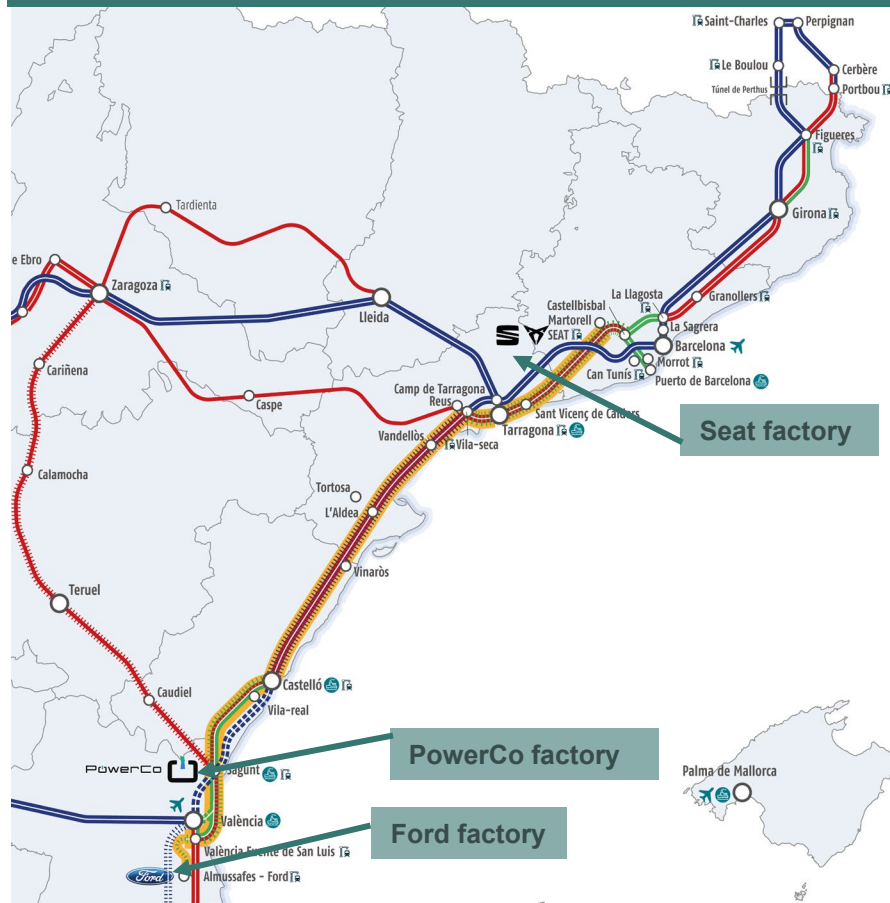 Saint-Charles
Perpignan
Le Boulou
Cerbère
Túnel de Perthus
Portbou
Figueres
Tardienta
Girona
e Ebro
Zaragoza
Lleida
La Llagosta
Granollers
Castellbisbal
Martorell
SEAT
La Sagrera
Barcelona
Cariñena
Morrot
Can Tunís
Puerto de Barcelona
Camp de Tarragona
Reus
Caspe
Sant Vicenç de Calders
Tarragona
Seat factory
Vandellòs
Vila-seca
Calamocha
Tortosa
L'Aldea
Vinaròs
Teruel
Castelló
Caudiel
Vila-real
PowerCo factory
PowerCo
Sagunt
Palma de Mallorca
València
Ford factory
València Fuente de San Luis
Ford
Almussafes - Ford